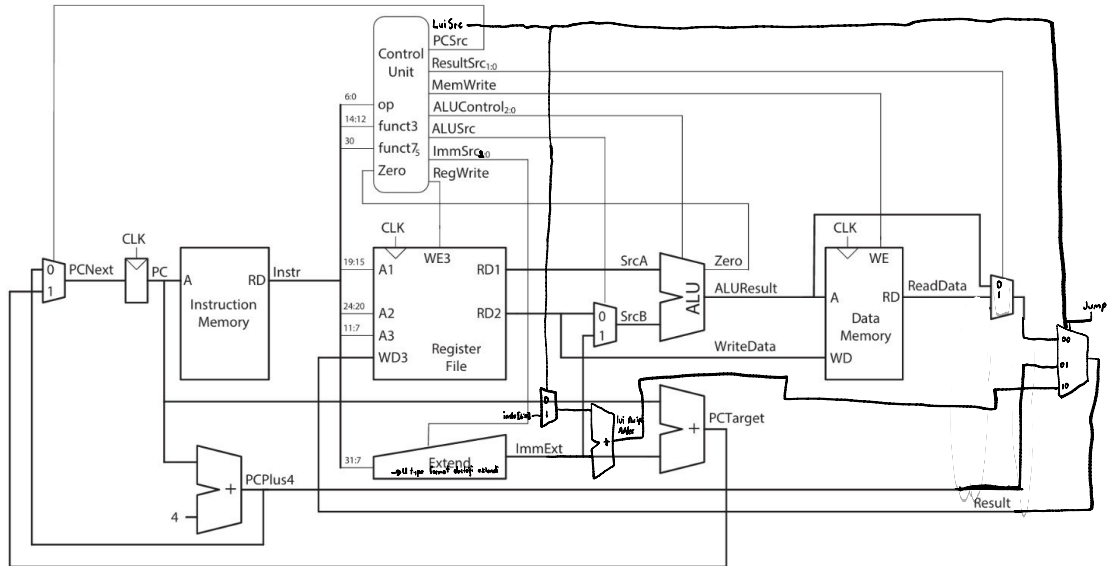 LuiSrc
PCSrc
Control
Unit
ResultSrc1:0
MemWrite
6:0
op
ALUControl2:0
14:12
funct3
ALUSrc
30
funct75
ImmSrc2:0
Zero
RegWrite
CLK
CLK
CLK
0
1
PCNext
PC
A
RD
Instr
Instruction
Memory
19:15
A1
WE3
RD1
24:20
A2
RD2
11:7
A3
WD3
Register
File
0
1
SrcA
SrcB
ALU
Zero
ALUResult
WriteData
A
RD
WE
Data
Memory
WD
ReadData
0
1
Jump
00
01
10
0
1
lui Auipc
Adder
+
+
PCTarget
31:7
Extend
ImmExt
+
PCPlus4
4
Result